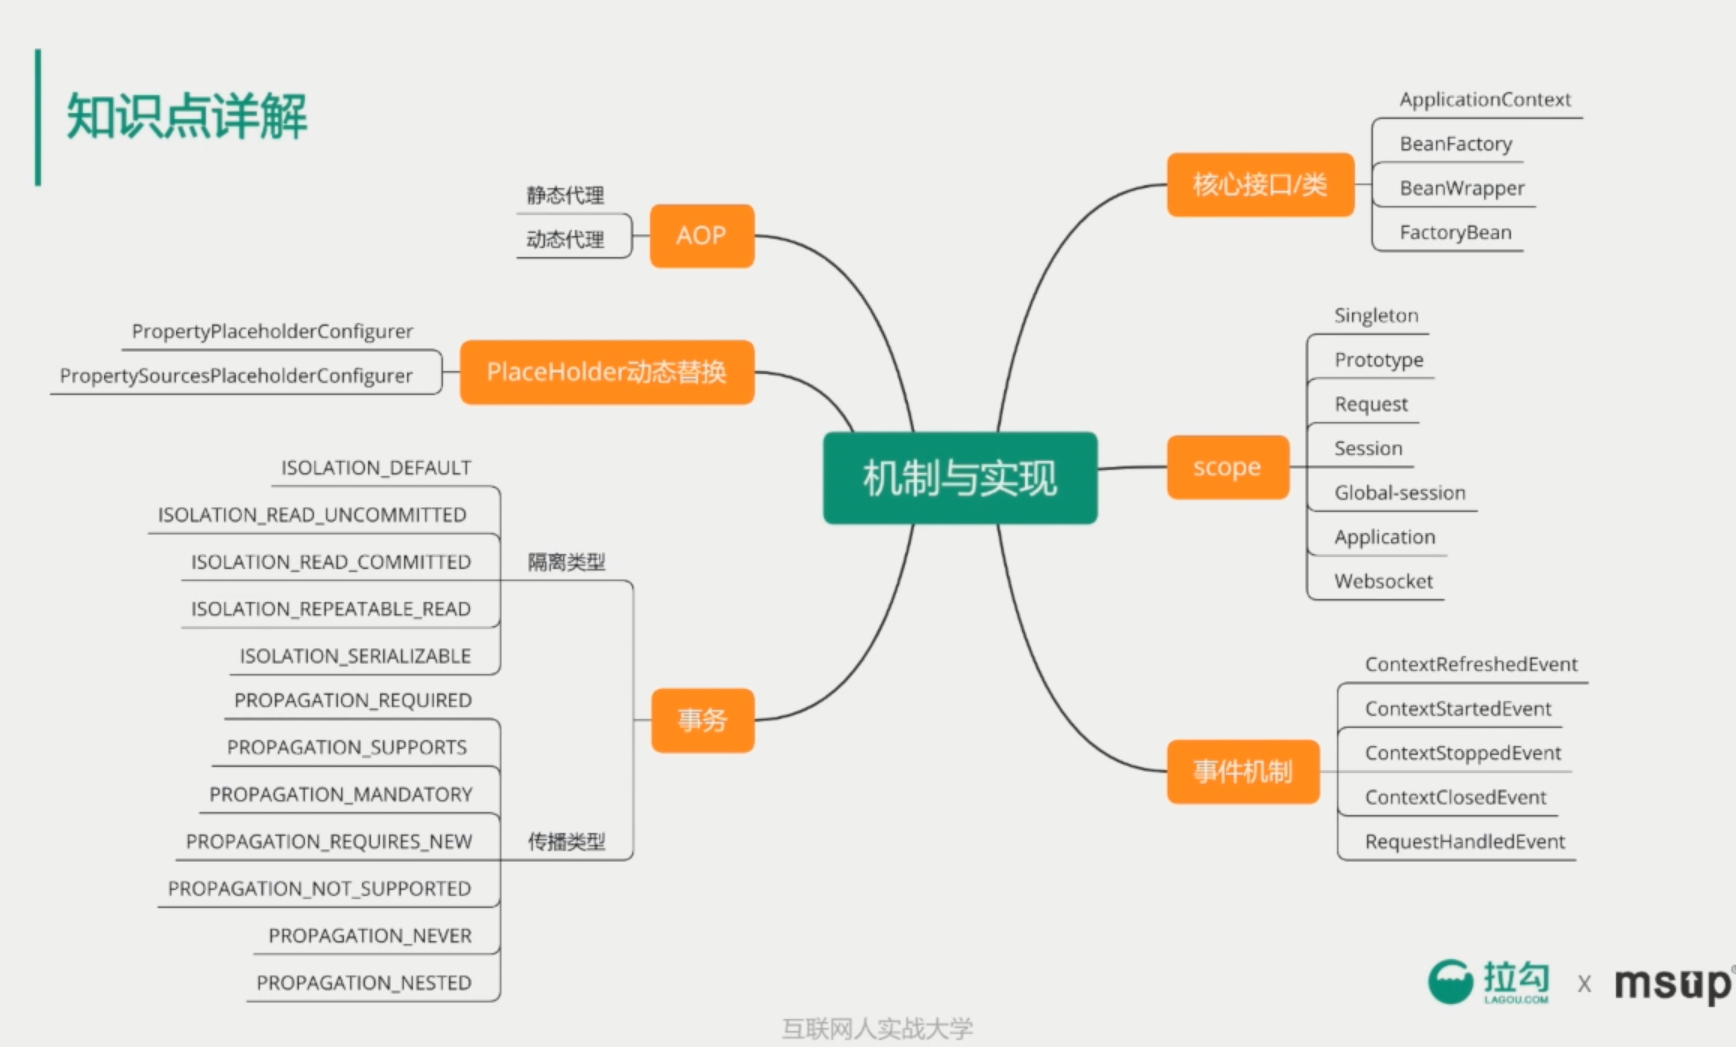 知识点详解
静态代理
动态代理
AOP
PropertyPlaceholderConfigurer
PropertySourcesPlaceholderConfigurer
PlaceHolder动态替换
ISOLATION_DEFAULT
ISOLATION_READ_UNCOMMITTED
ISOLATION_READ_COMMITTED
ISOLATION_REPEATABLE_READ
ISOLATION_SERIALIZABLE
隔离类型
PROPAGATION_REQUIRED
PROPAGATION_SUPPORTS
PROPAGATION_MANDATORY
PROPAGATION_REQUIRES_NEW
PROPAGATION_NOT_SUPPORTED
PROPAGATION_NEVER
PROPAGATION_NESTED
传播类型
事务
机制与实现
核心接口/类
ApplicationContext
BeanFactory
BeanWrapper
FactoryBean
scope
Singleton
Prototype
Request
Session
Global-session
Application
Websocket
事件机制
ContextRefreshedEvent
ContextStartedEvent
ContextStoppedEvent
ContextClosedEvent
RequestHandledEvent
拉勾
LAGOU.COM
X
msup
互联网人实战大学